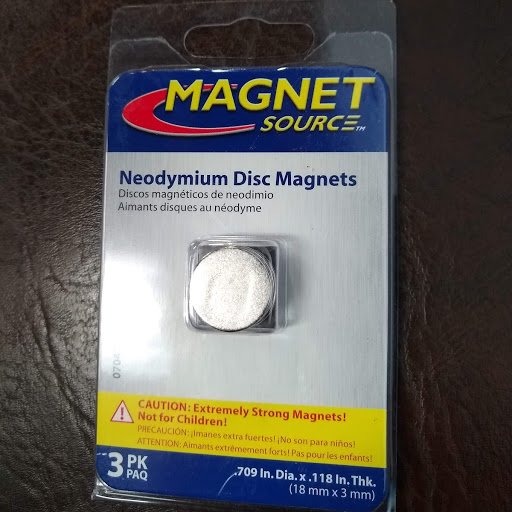 MAGNET
SOURCE™
Neodymium Disc Magnets
Discos magnéticos de neodimio
Aimants disques au néodyme
CAUTION: Extremely Strong Magnets!
Not for Children!
PRECAUCIÓN: ¡Imanes extra fuertes! ¡No son para niños!
ATTENTION: Aimants extrêmement forts! Pas pour les enfants!
3 PK
PAQ
.709 In. Dia. x .118 In. Thk.
(18 mm x 3 mm)